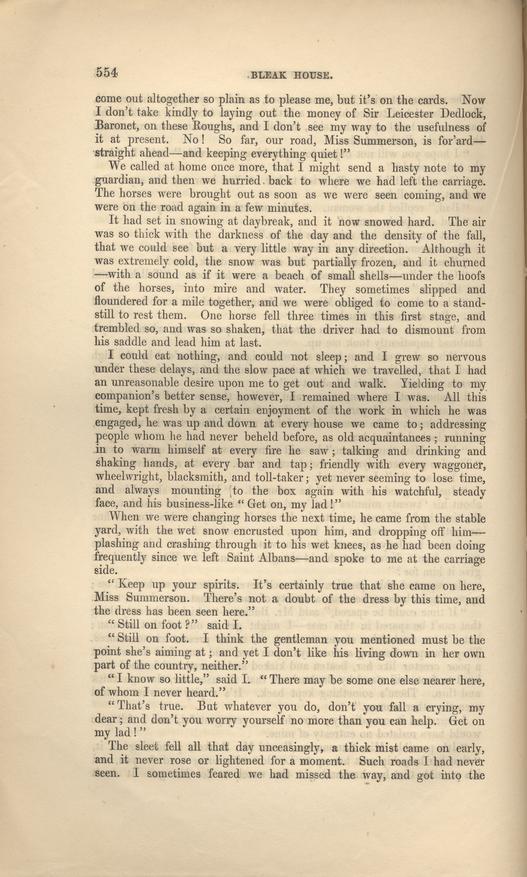 554
BLEAK HOUSE.
come out altogether so plain as to please me, but it's on the cards. Now
I don't take kindly to laying out the money of Sir Leicester Dedlock,
Baronet, on these Roughs, and I don't see my way to the usefulness of
it at present. No! So far, our road, Miss Summerson, is for'ard—
straight ahead—and keeping everything quiet!"
We called at home once more, that I might send a hasty note to my
guardian, and then we hurried back to where we had left the carriage.
The horses were brought out as soon as we were seen coming, and we
were on the road again in a few minutes.
It had set in snowing at daybreak, and it now snowed hard. The air
was so thick with the darkness of the day and the density of the fall,
that we could see but a very little way in any direction. Although it
was extremely cold, the snow was but partially frozen, and it churned
—with a sound as if it were a beach of small shells—under the hoofs
of the horses, into mire and water. They sometimes slipped and
floundered for a mile together, and we were obliged to come to a stand-
still to rest them. One horse fell three times in this first stage, and
trembled so, and was so shaken, that the driver had to dismount from
his saddle and lead him at last.
I could eat nothing, and could not sleep; and I grew so nervous
under these delays, and the slow pace at which we travelled, that I had
an unreasonable desire upon me to get out and walk. Yielding to my
companion's better sense, however, I remained where I was. All this
time, kept fresh by a certain enjoyment of the work in which he was
engaged, he was up and down at every house we came to; addressing
people whom he had never beheld before, as old acquaintances; running
in to warm himself at every fire he saw; talking and drinking and
shaking hands, at every bar and tap; friendly with every waggoner,
wheelwright, blacksmith, and toll-taker; yet never seeming to lose time,
and always mounting to the box again with his watchful, steady
face, and his business-like "Get on, my lad!"
When we were changing horses the next time, he came from the stable
yard, with the wet snow encrusted upon him, and dropping off him—
plashing and crashing through it to his wet knees, as he had been doing
frequently since we left Saint Albans—and spoke to me at the carriage
side.
"Keep up your spirits. It's certainly true that she came on here,
Miss Summerson. There's not a doubt of the dress by this time, and
the dress has been seen here."
"Still on foot?" said I.
"Still on foot. I think the gentleman you mentioned must be the
point she's aiming at; and yet I don't like his living down in her own
part of the country, neither."
"I know so little," said I. "There may be some one else nearer here,
of whom I never heard."
"That's true. But whatever you do, don't you fall a crying, my
dear; and don't you worry yourself no more than you can help. Get on
my lad!"
The sleet fell all that day unceasingly, a thick mist came on early,
and it never rose or lightened for a moment. Such roads I had never
seen. I sometimes feared we had missed the way, and got into the